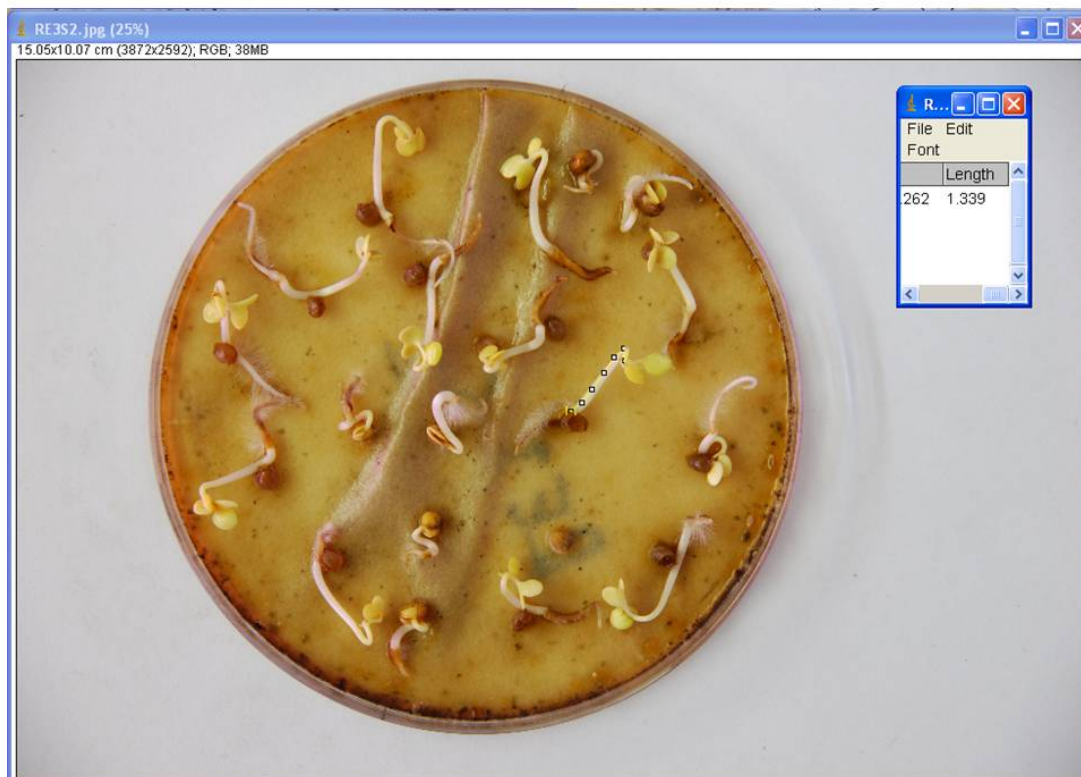 RE3S2.jpg (25%)
15.05x10.07 cm (3872x2592); RGB; 38MB
R...
File Edit
Font
Length
.262 1.339